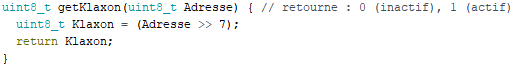 uint8_t getKlaxon(uint8_t Adresse) { // retourne : 0 (inactif), 1 (actif)
  uint8_t Klaxon = (Adresse >> 7);
  return Klaxon;
}